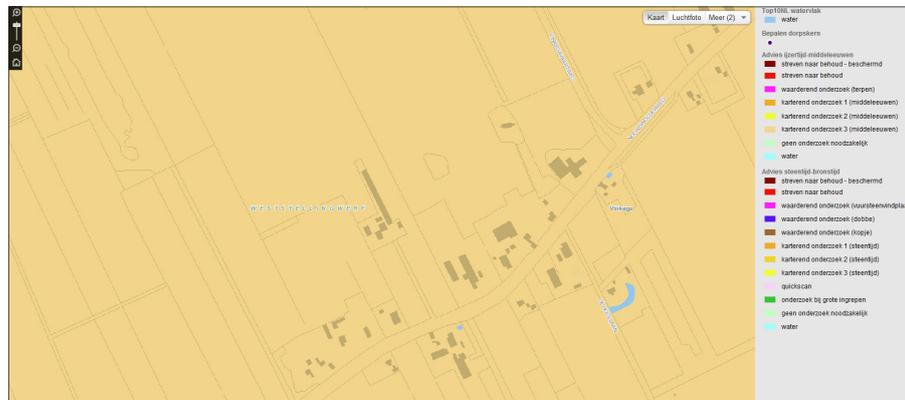 Kaart Luchtfoto Meer (2)
WESTSTELLINGWERF
Vinkega
Top10NL watervlak
water
Bepalen dorpskern
Advies ijzertijd-middeleeuwen
streven naar behoud - beschermd
streven naar behoud
waarderend onderzoek (terpen)
karterend onderzoek 1 (middeleeuwen)
karterend onderzoek 2 (middeleeuwen)
karterend onderzoek 3 (middeleeuwen)
geen onderzoek noodzakelijk
water
Advies steentijd-bronstijd
streven naar behoud - beschermd
streven naar behoud
waarderend onderzoek (vuursteenvindplaa
waarderend onderzoek (dobbe)
waarderend onderzoek (kopje)
karterend onderzoek 1 (steentijd)
karterend onderzoek 2 (steentijd)
karterend onderzoek 3 (steentijd)
quickscan
onderzoek bij grote ingrepen
geen onderzoek noodzakelijk
water